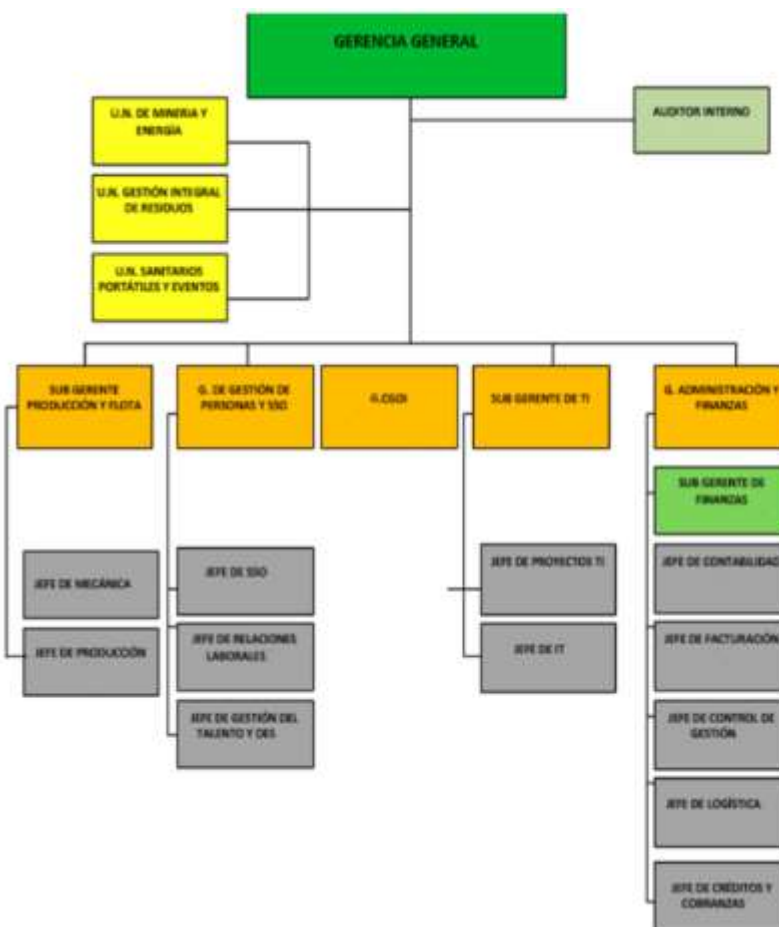 GERENCIA GENERAL
U.N. DE MINERIA Y
ENERGÍA
AUDITOR INTERNO
U.N. GESTIÓN INTEGRAL
DE RESIDUOS
U.N. SANITARIOS
PORTÁTILES Y EVENTOS
SUB GERENTE
PRODUCCIÓN Y FLOTA
G. DE GESTIÓN DE
PERSONAS Y SSO
SUB GERENTE DE TI
G. ADMINISTRACIÓN Y
FINANZAS
SUB GERENTE DE
FINANZAS
JEFE DE MECÁNICA
JEFE DE SSO
JEFE DE PROYECTOS TI
JEFE DE CONTABILIDAD
JEFE DE PRODUCCIÓN
JEFE DE RELACIONES
LABORALES
JEFE DE IT
JEFE DE FACTURACIÓN
JEFE DE GESTIÓN DEL
TALENTO Y DES
JEFE DE CONTROL DE
GESTIÓN
JEFE DE LOGÍSTICA
JEFE DE CRÉDITOS Y
COBRANZAS